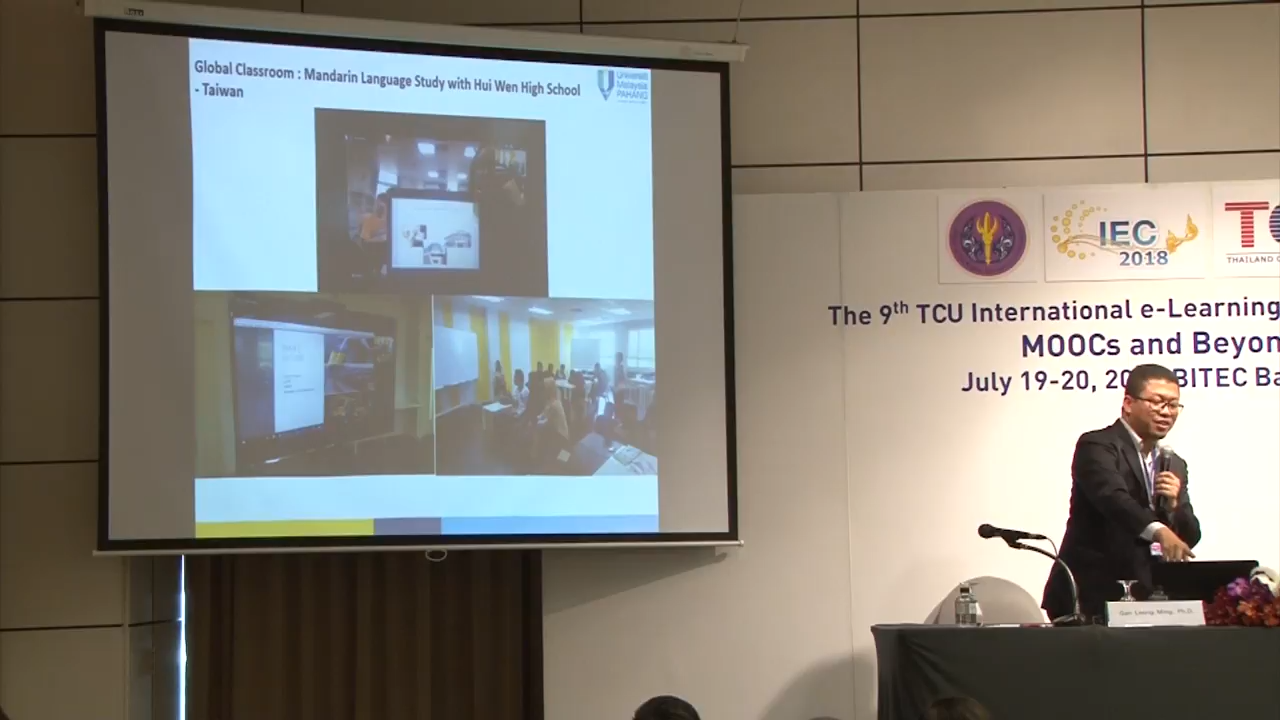 Global Classroom : Mandarin Language Study with Hui Wen High School
- Taiwan
Universiti
Malaysia
PAHANG
IEC
2018
THAILAND
The 9th TCU International e-Learning
MOOCs and Beyon
July 19-20, 20 BITEC Ba
Gan Leong Ming, Ph.D.